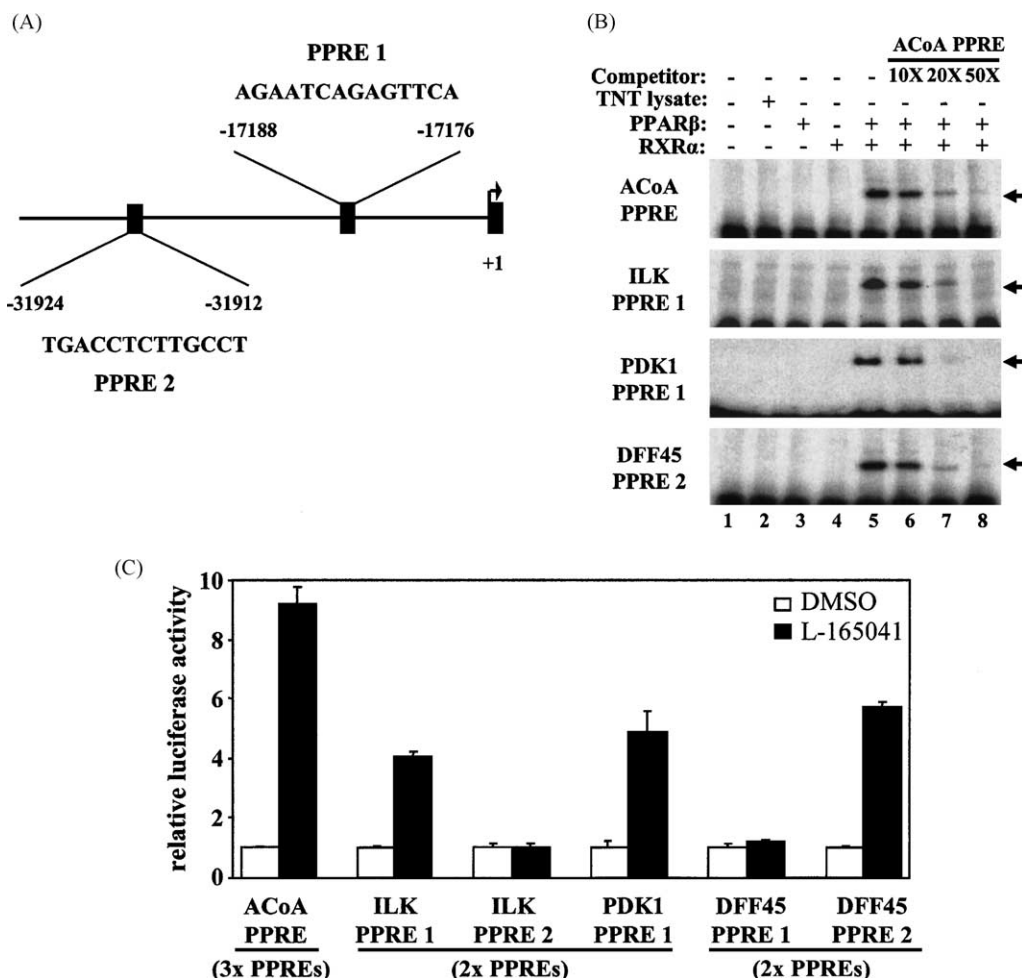 (A)
PPRE 1
AGAATCAGAGTTCA
-17188 -17176
+1
-31924 -31912
TGACCTCTTGCCT
PPRE 2
(B)
ACoA PPRE
Competitor: - - - - - 10X 20X 50X
TNT lysate: - + - - - - - -
PPARβ: - - + - + + + +
RXRα: - - - + + + + +
ACoA
PPRE
ILK
PPRE 1
PDK1
PPRE 1
DFF45
PPRE 2
1 2 3 4 5 6 7 8
(C)
relative luciferase activity
10
8
6
4
2
0
DMSO
L-165041
ACoA ILK ILK PDK1 DFF45 DFF45
PPRE PPRE 1 PPRE 2 PPRE 1 PPRE 1 PPRE 2
(3x PPREs) (2x PPREs) (2x PPREs)